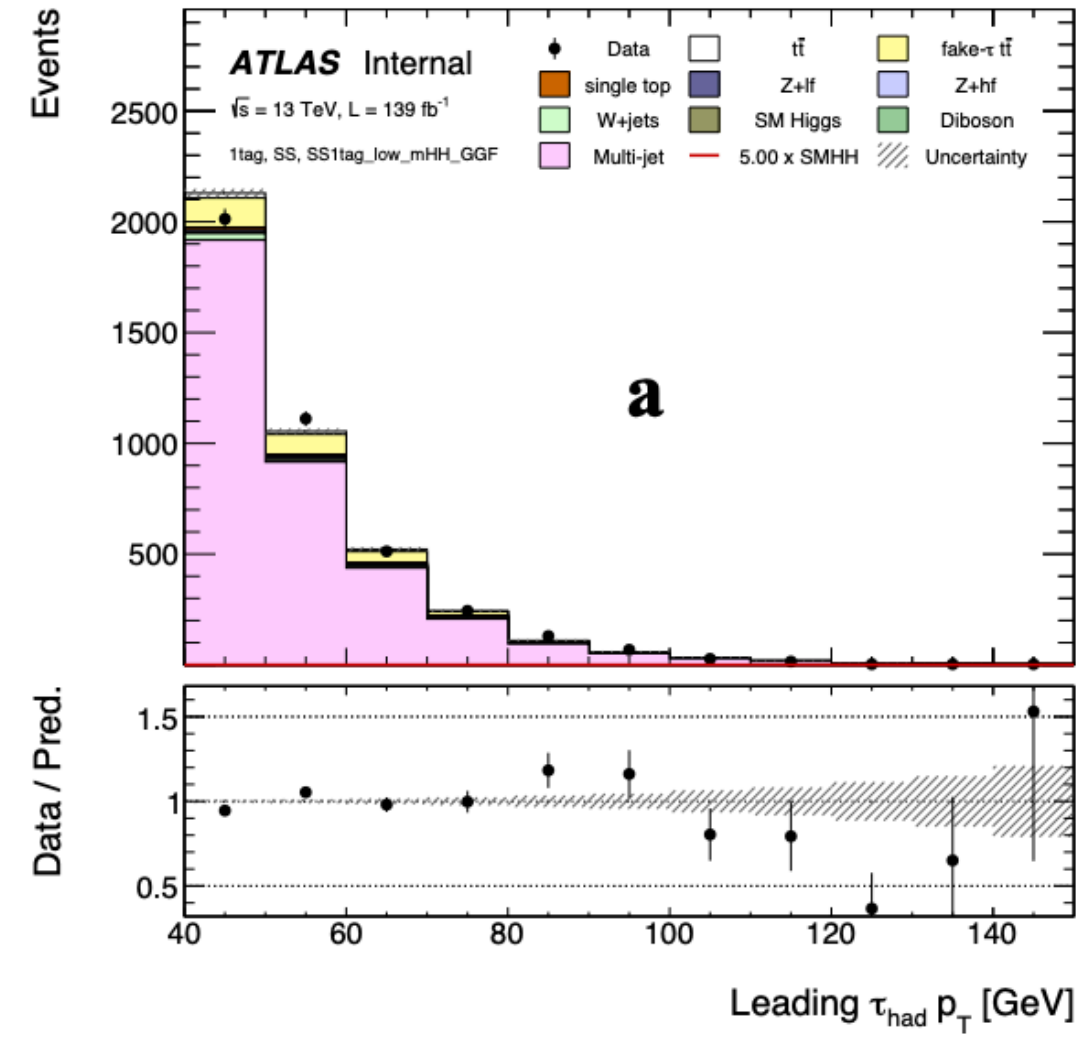 Events
2500
2000
1500
1000
500
ATLAS Internal
√s = 13 TeV, L = 139 fb⁻¹
1tag, SS, SS1tag_low_mHH_GGF
Data tt̄ fake-τ tt̄
single top Z+lf Z+hf
W+jets SM Higgs Diboson
Multi-jet 5.00 x SMHH Uncertainty
a
Data / Pred.
1.5
1
0.5
40 60 80 100 120 140
Leading τhad pT [GeV]